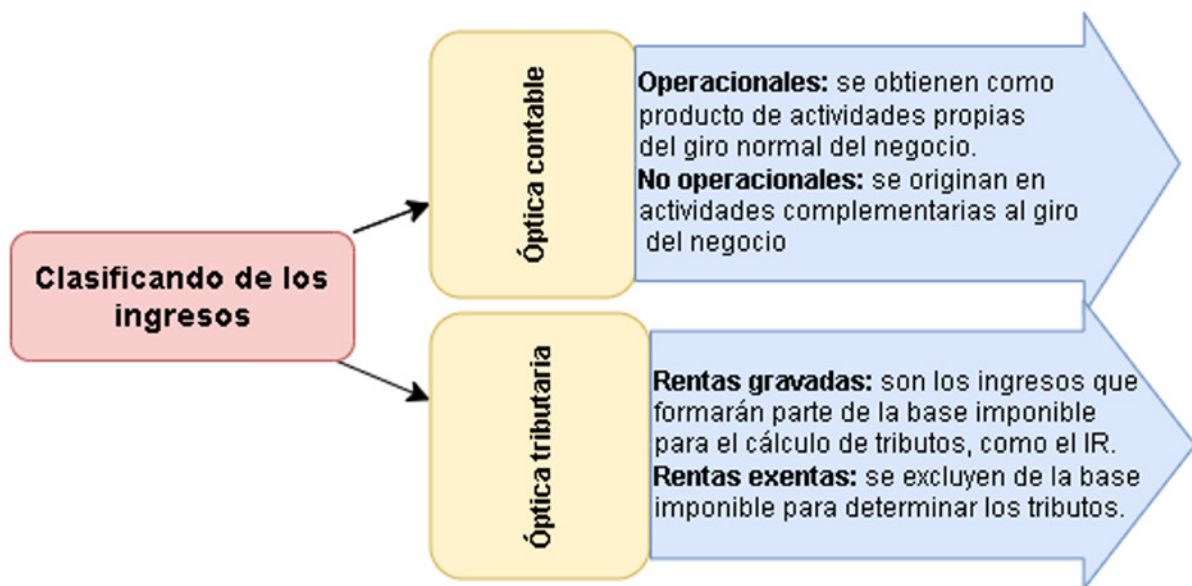 Clasificando de los
ingresos
Óptica contable
Operacionales: se obtienen como
producto de actividades propias
del giro normal del negocio.
No operacionales: se originan en
actividades complementarias al giro
del negocio
Óptica tributaria
Rentas gravadas: son los ingresos que
formarán parte de la base imponible
para el cálculo de tributos, como el IR.
Rentas exentas: se excluyen de la base
imponible para determinar los tributos.